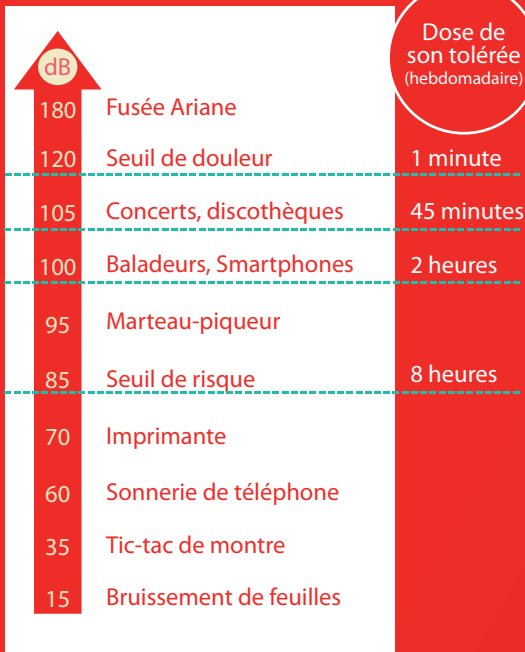 Dose de
son tolérée
(hebdomadaire)
dB
180 Fusée Ariane
120 Seuil de douleur 1 minute
105 Concerts, discothèques 45 minutes
100 Baladeurs, Smartphones 2 heures
95 Marteau-piqueur
85 Seuil de risque 8 heures
70 Imprimante
60 Sonnerie de téléphone
35 Tic-tac de montre
15 Bruissement de feuilles